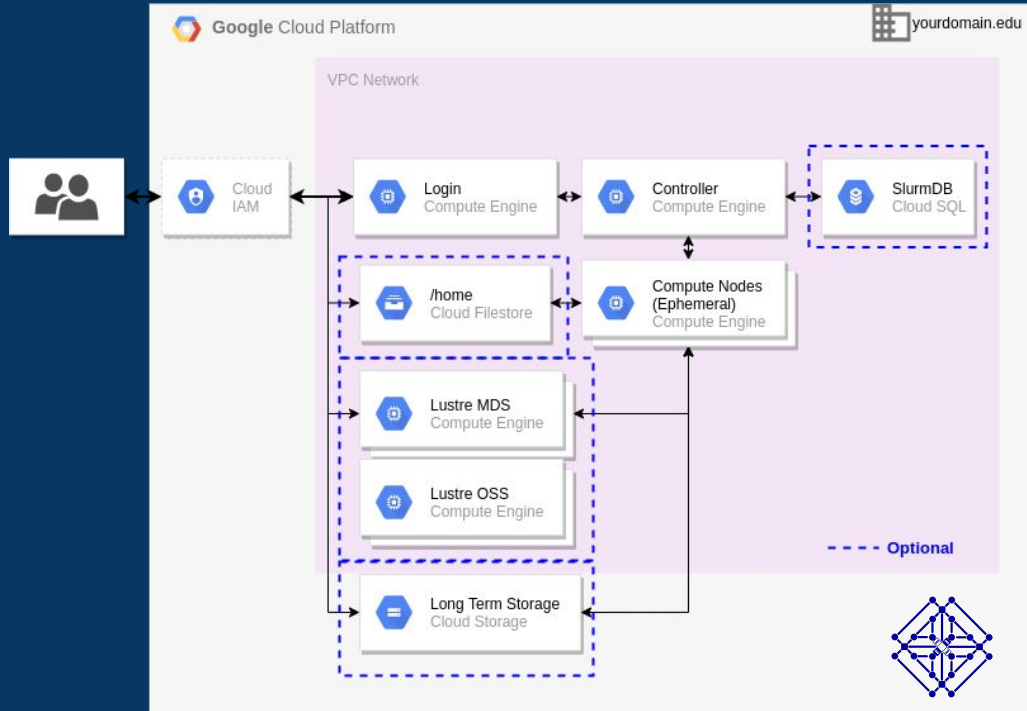 Google Cloud Platform
yourdomain.edu
VPC Network
Cloud
IAM
Login
Compute Engine
Controller
Compute Engine
SlurmDB
Cloud SQL
/home
Cloud Filestore
Compute Nodes
(Ephemeral)
Compute Engine
Lustre MDS
Compute Engine
Lustre OSS
Compute Engine
Optional
Long Term Storage
Cloud Storage